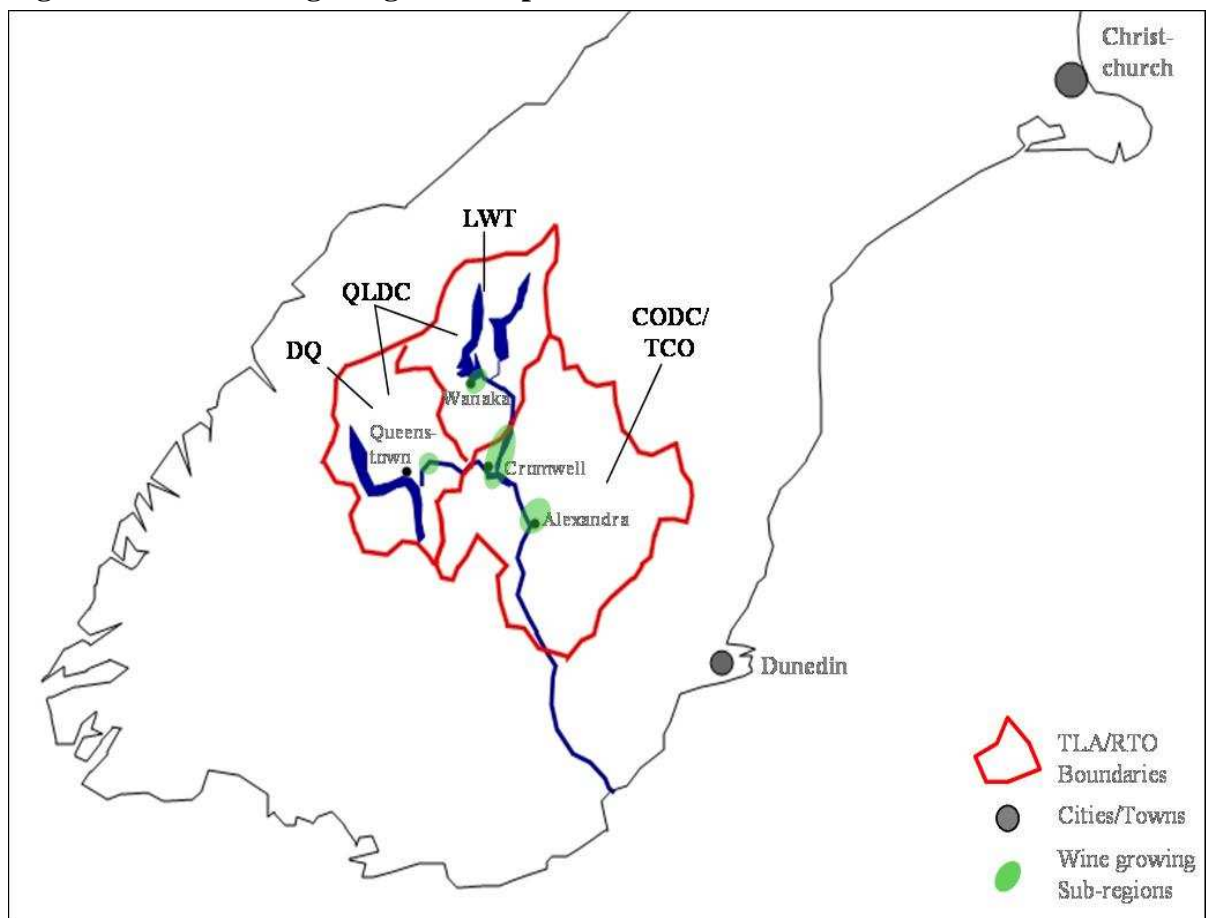 Christ-
church
LWT
QLDC
CODC/
TCO
DQ
Wanaka
Queens-
town
Cromwell
Alexandra
Dunedin
TLA/RTO
Boundaries
Cities/Towns
Wine growing
Sub-regions